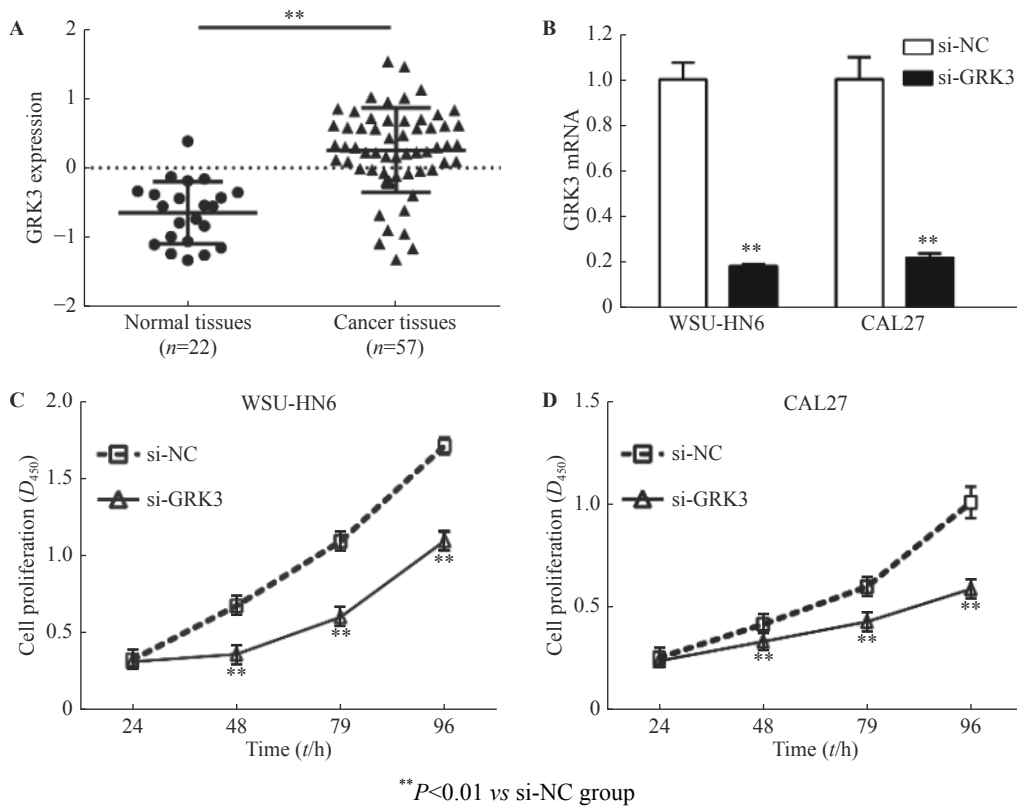 A
**
GRK3 expression
2
1
0
−1
−2
Normal tissues
(n=22)
Cancer tissues
(n=57)
B
si-NC
si-GRK3
GRK3 mRNA
1.2
1.0
0.8
0.6
0.4
0.2
0
**
**
WSU-HN6
CAL27
C
WSU-HN6
si-NC
si-GRK3
Cell proliferation (D450)
2.0
1.5
1.0
0.5
0
**
**
**
24
48
79
96
Time (t/h)
D
CAL27
si-NC
si-GRK3
Cell proliferation (D450)
1.5
1.0
0.5
0
**
**
**
24
48
79
96
Time (t/h)
**P<0.01 vs si-NC group